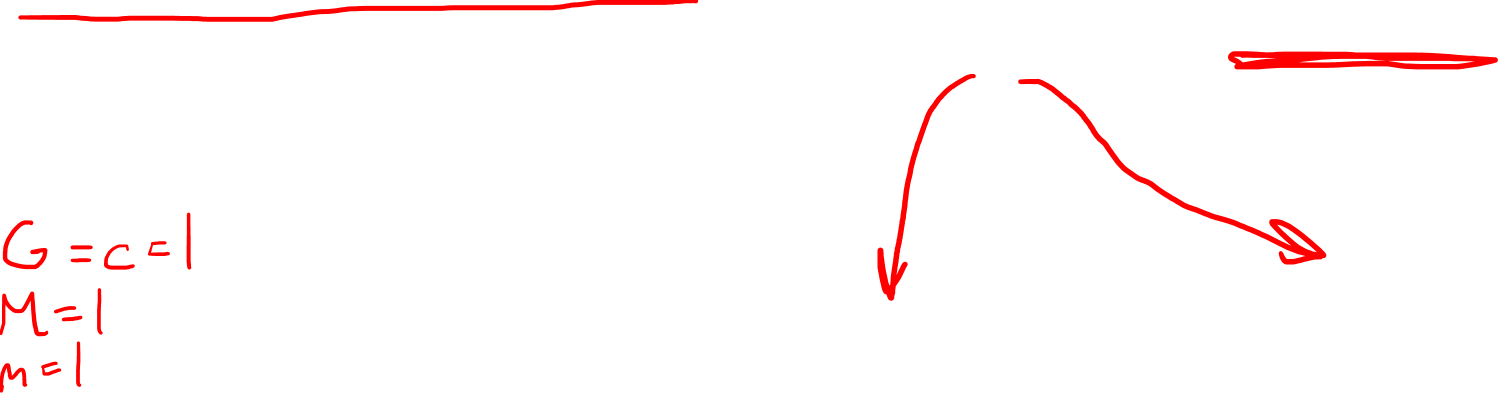 G = c = 1
M = 1
m = 1